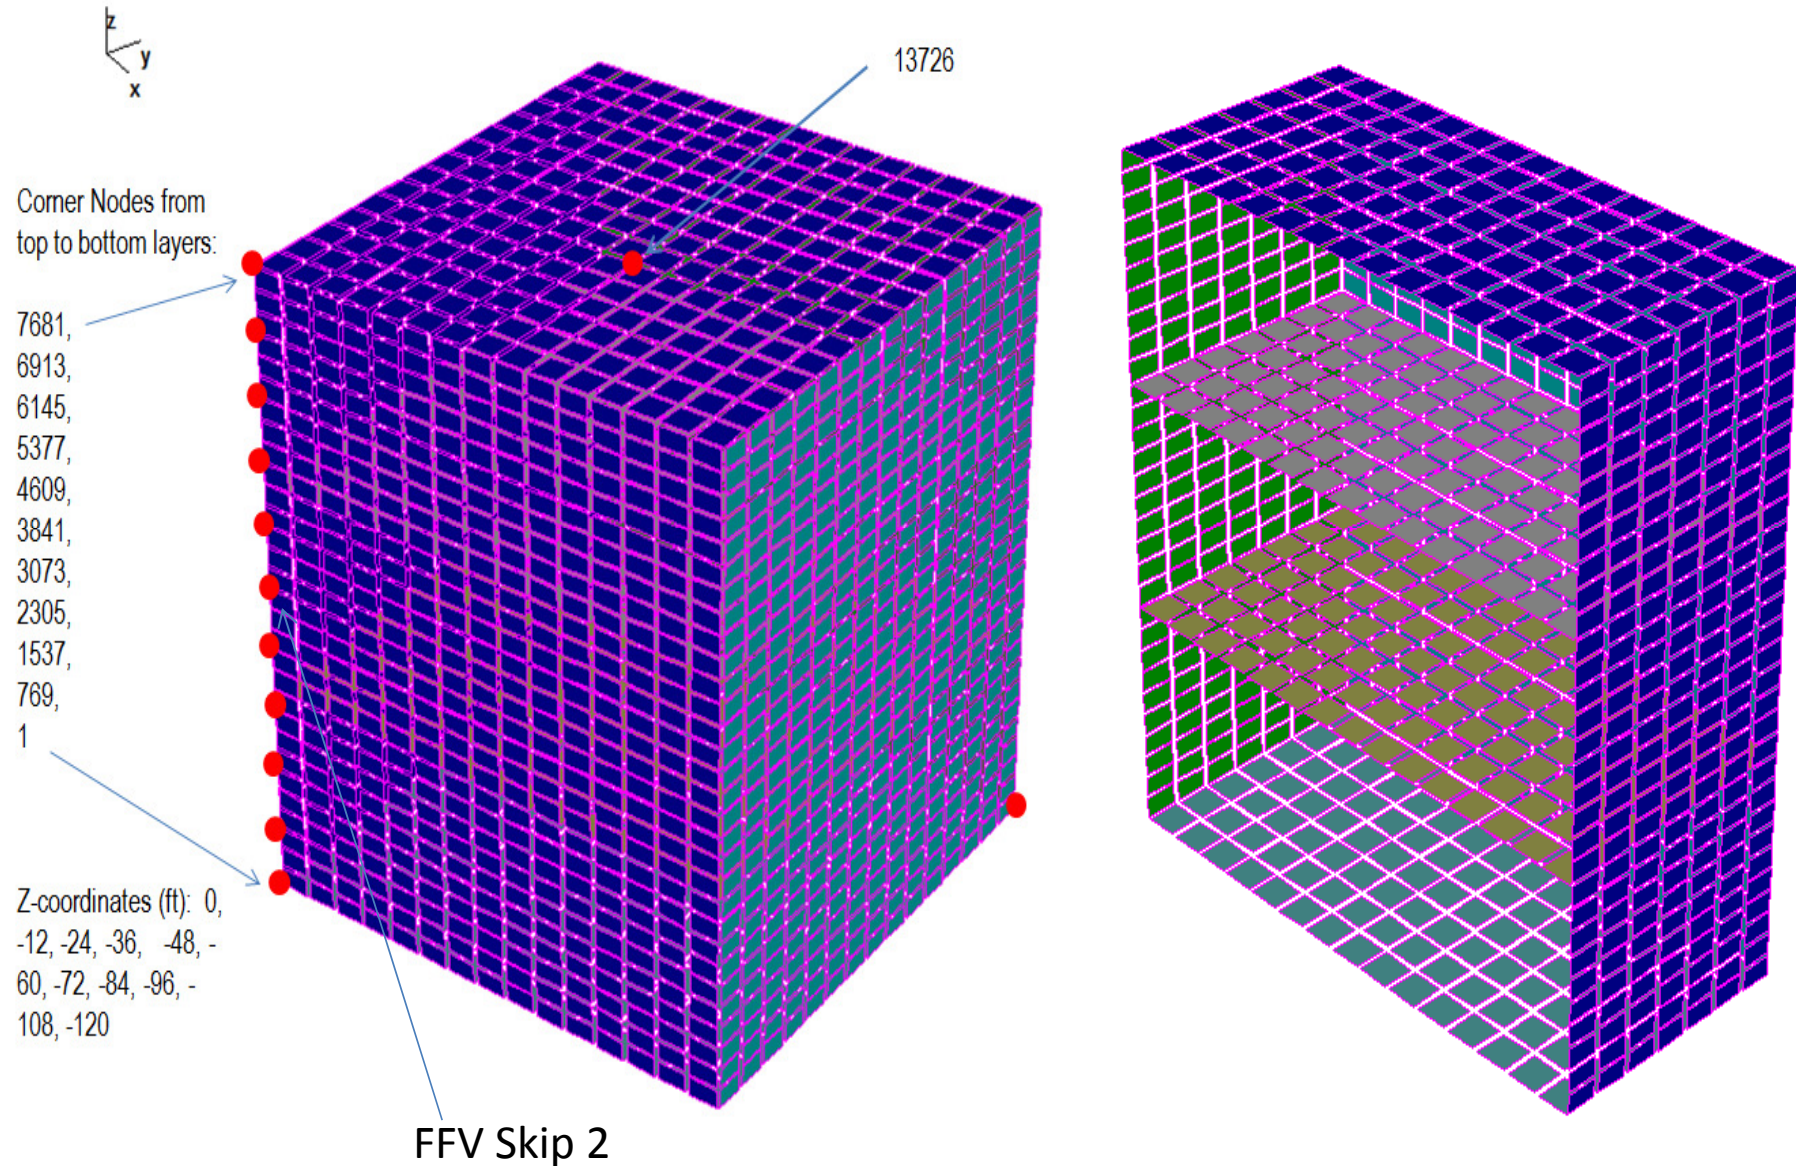 z
y
x
13726
Corner Nodes from
top to bottom layers:
7681,
6913,
6145,
5377,
4609,
3841,
3073,
2305,
1537,
769,
1
Z-coordinates (ft): 0,
-12, -24, -36, -48, -
60, -72, -84, -96, -
108, -120
FFV Skip 2